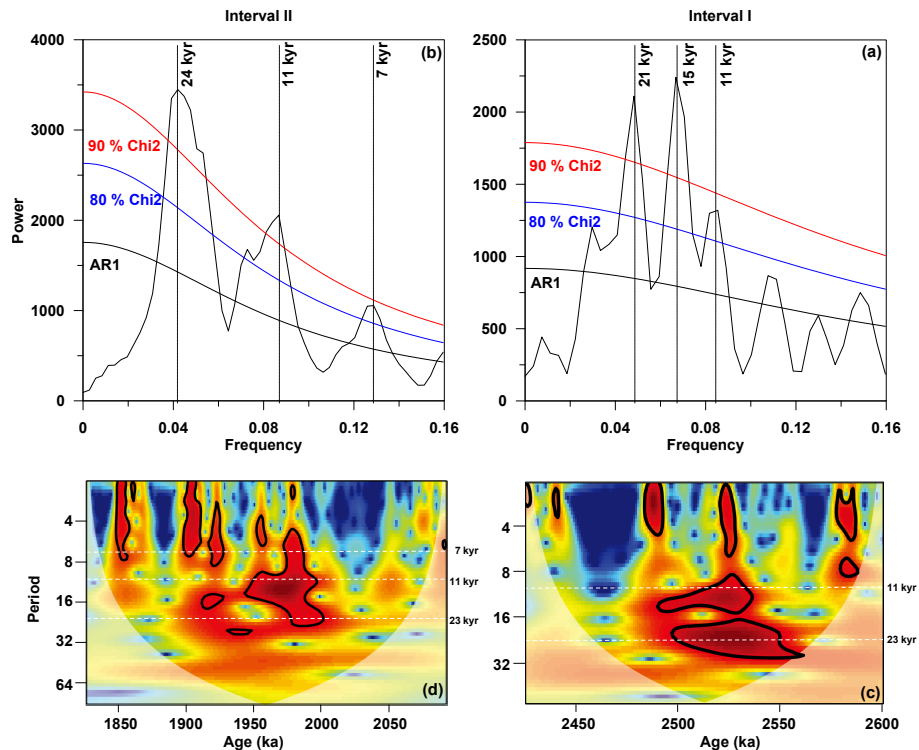 Interval II
Interval I
4000
3000
2000
1000
0
Power
(b)
24 kyr
11 kyr
7 kyr
90 % Chi2
80 % Chi2
AR1
0
0.04
0.08
0.12
0.16
Frequency
2500
2000
1500
1000
500
0
(a)
21 kyr
15 kyr
11 kyr
90 % Chi2
80 % Chi2
AR1
0
0.04
0.08
0.12
0.16
Frequency
Period
4
8
16
32
64
7 kyr
11 kyr
23 kyr
(d)
1850
1900
1950
2000
2050
Age (ka)
4
8
16
32
11 kyr
23 kyr
(c)
2450
2500
2550
2600
Age (ka)